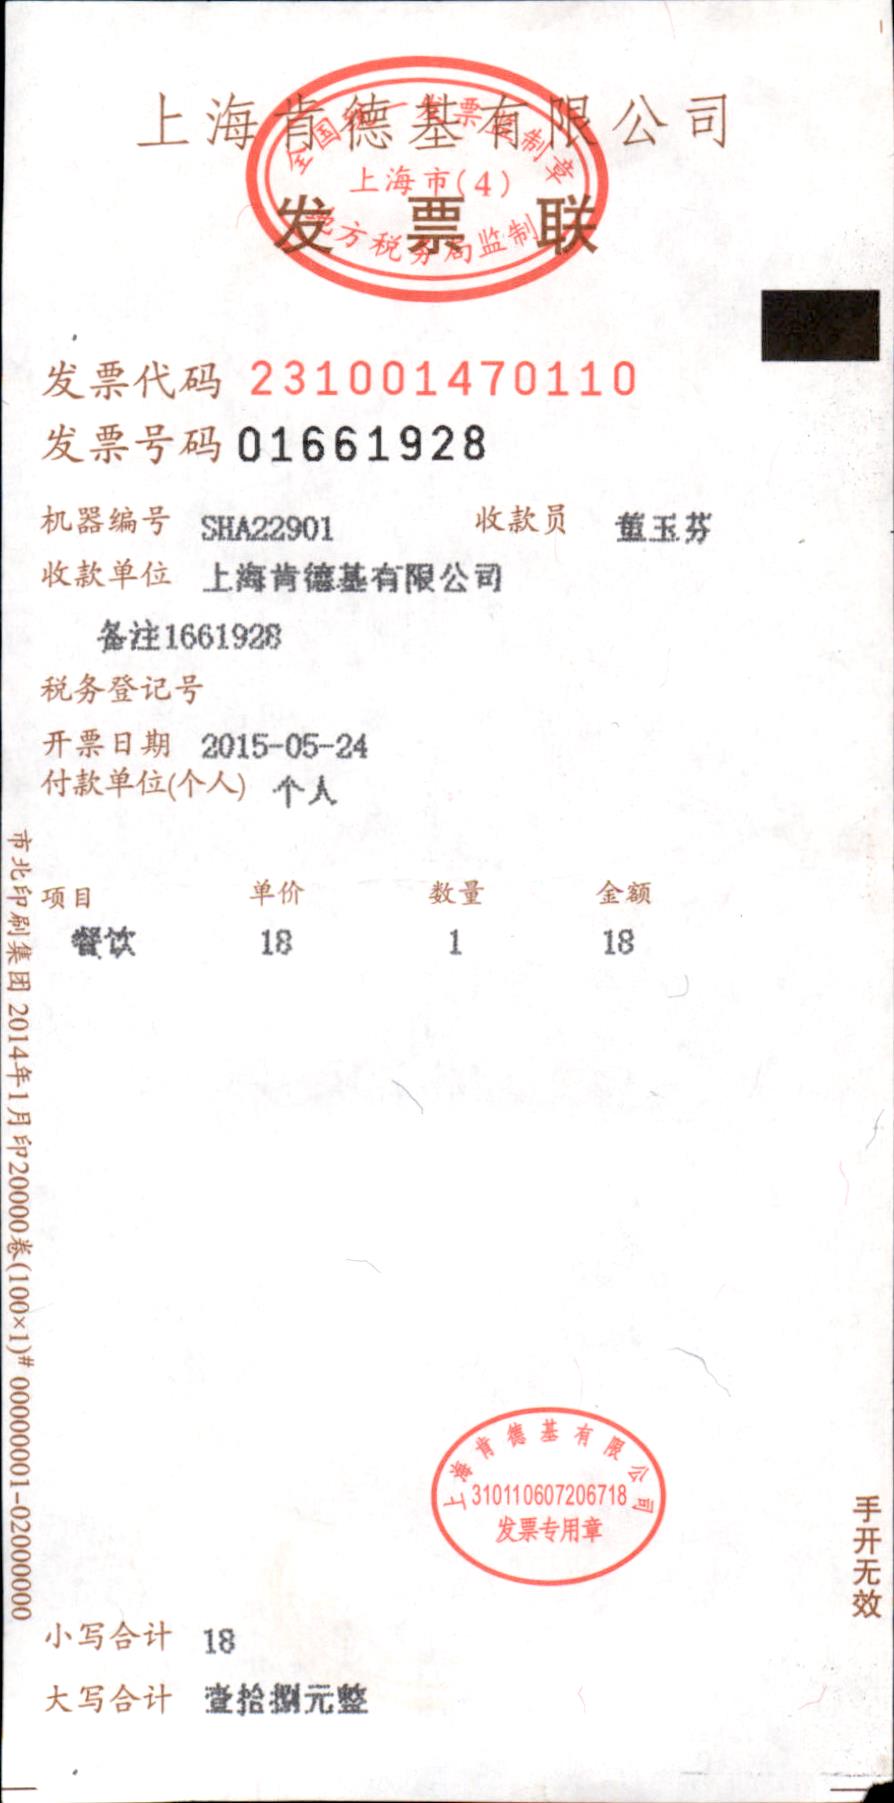 上海肯德基有限公司
全国统一发票监制章
上海市(4)
地方税务局监制
发票联
发票代码 231001470110
发票号码 01661928
机器编号 SHA22901 收款员 董玉芬
收款单位 上海肯德基有限公司
备注1661928
税务登记号
开票日期 2015-05-24
付款单位(个人) 个人
项目 单价 数量 金额
餐饮 18 1 18
市北印刷集团 2014年1月印20000卷(100×1)# 00000001-02000000
上海肯德基有限公司
310110607206718
发票专用章
手开无效
小写合计 18
大写合计 壹拾捌元整